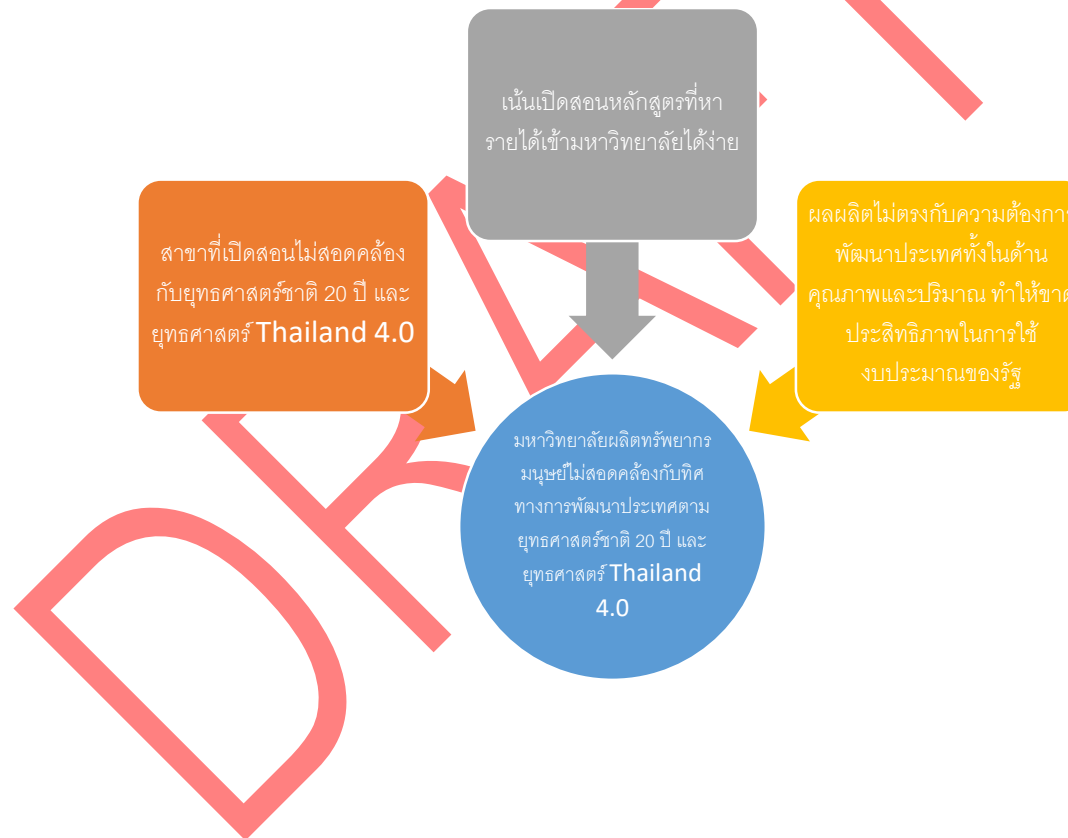 เน้นเปิดสอนหลักสูตรที่หา
รายได้เข้ามหาวิทยาลัยได้ง่าย
สาขาที่เปิดสอนไม่สอดคล้อง
กับยุทธศาสตร์ชาติ 20 ปี และ
ยุทธศาสตร์ Thailand 4.0
ผลผลิตไม่ตรงกับความต้องการ
พัฒนาประเทศทั้งในด้าน
คุณภาพและปริมาณ ทำให้ขาด
ประสิทธิภาพในการใช้
งบประมาณของรัฐ
มหาวิทยาลัยผลิตทรัพยากร
มนุษย์ไม่สอดคล้องกับทิศ
ทางการพัฒนาประเทศตาม
ยุทธศาสตร์ชาติ 20 ปี และ
ยุทธศาสตร์ Thailand
4.0